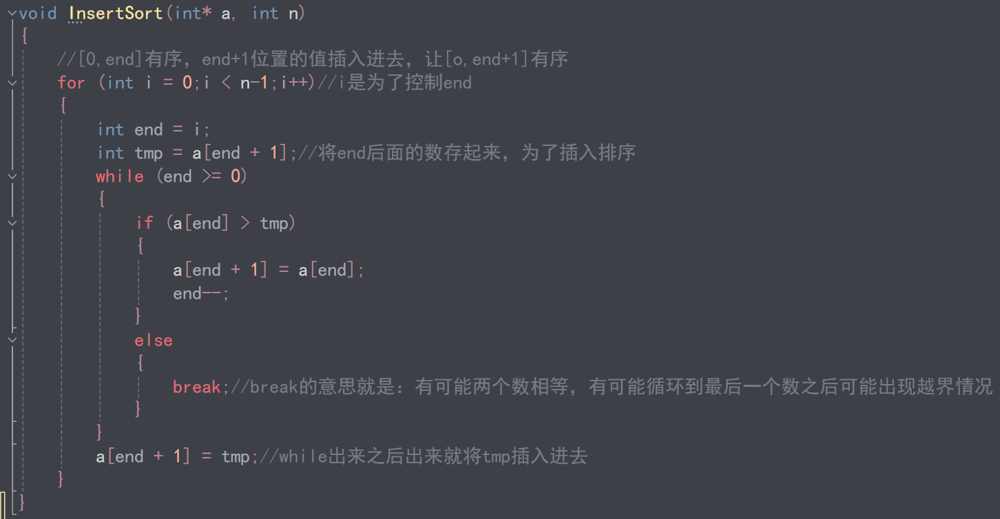 void InsertSort(int* a, int n)
{
//[0,end]有序，end+1位置的值插入进去，让[o,end+1]有序
for (int i = 0;i < n-1;i++)//i是为了控制end
{
int end = i;
int tmp = a[end + 1];//将end后面的数存起来，为了插入排序
while (end >= 0)
{
if (a[end] > tmp)
{
a[end + 1] = a[end];
end--;
}
else
{
break;//break的意思就是：有可能两个数相等，有可能循环到最后一个数之后可能出现越界情况
}
}
a[end + 1] = tmp;//while出来之后出来就将tmp插入进去
}
}